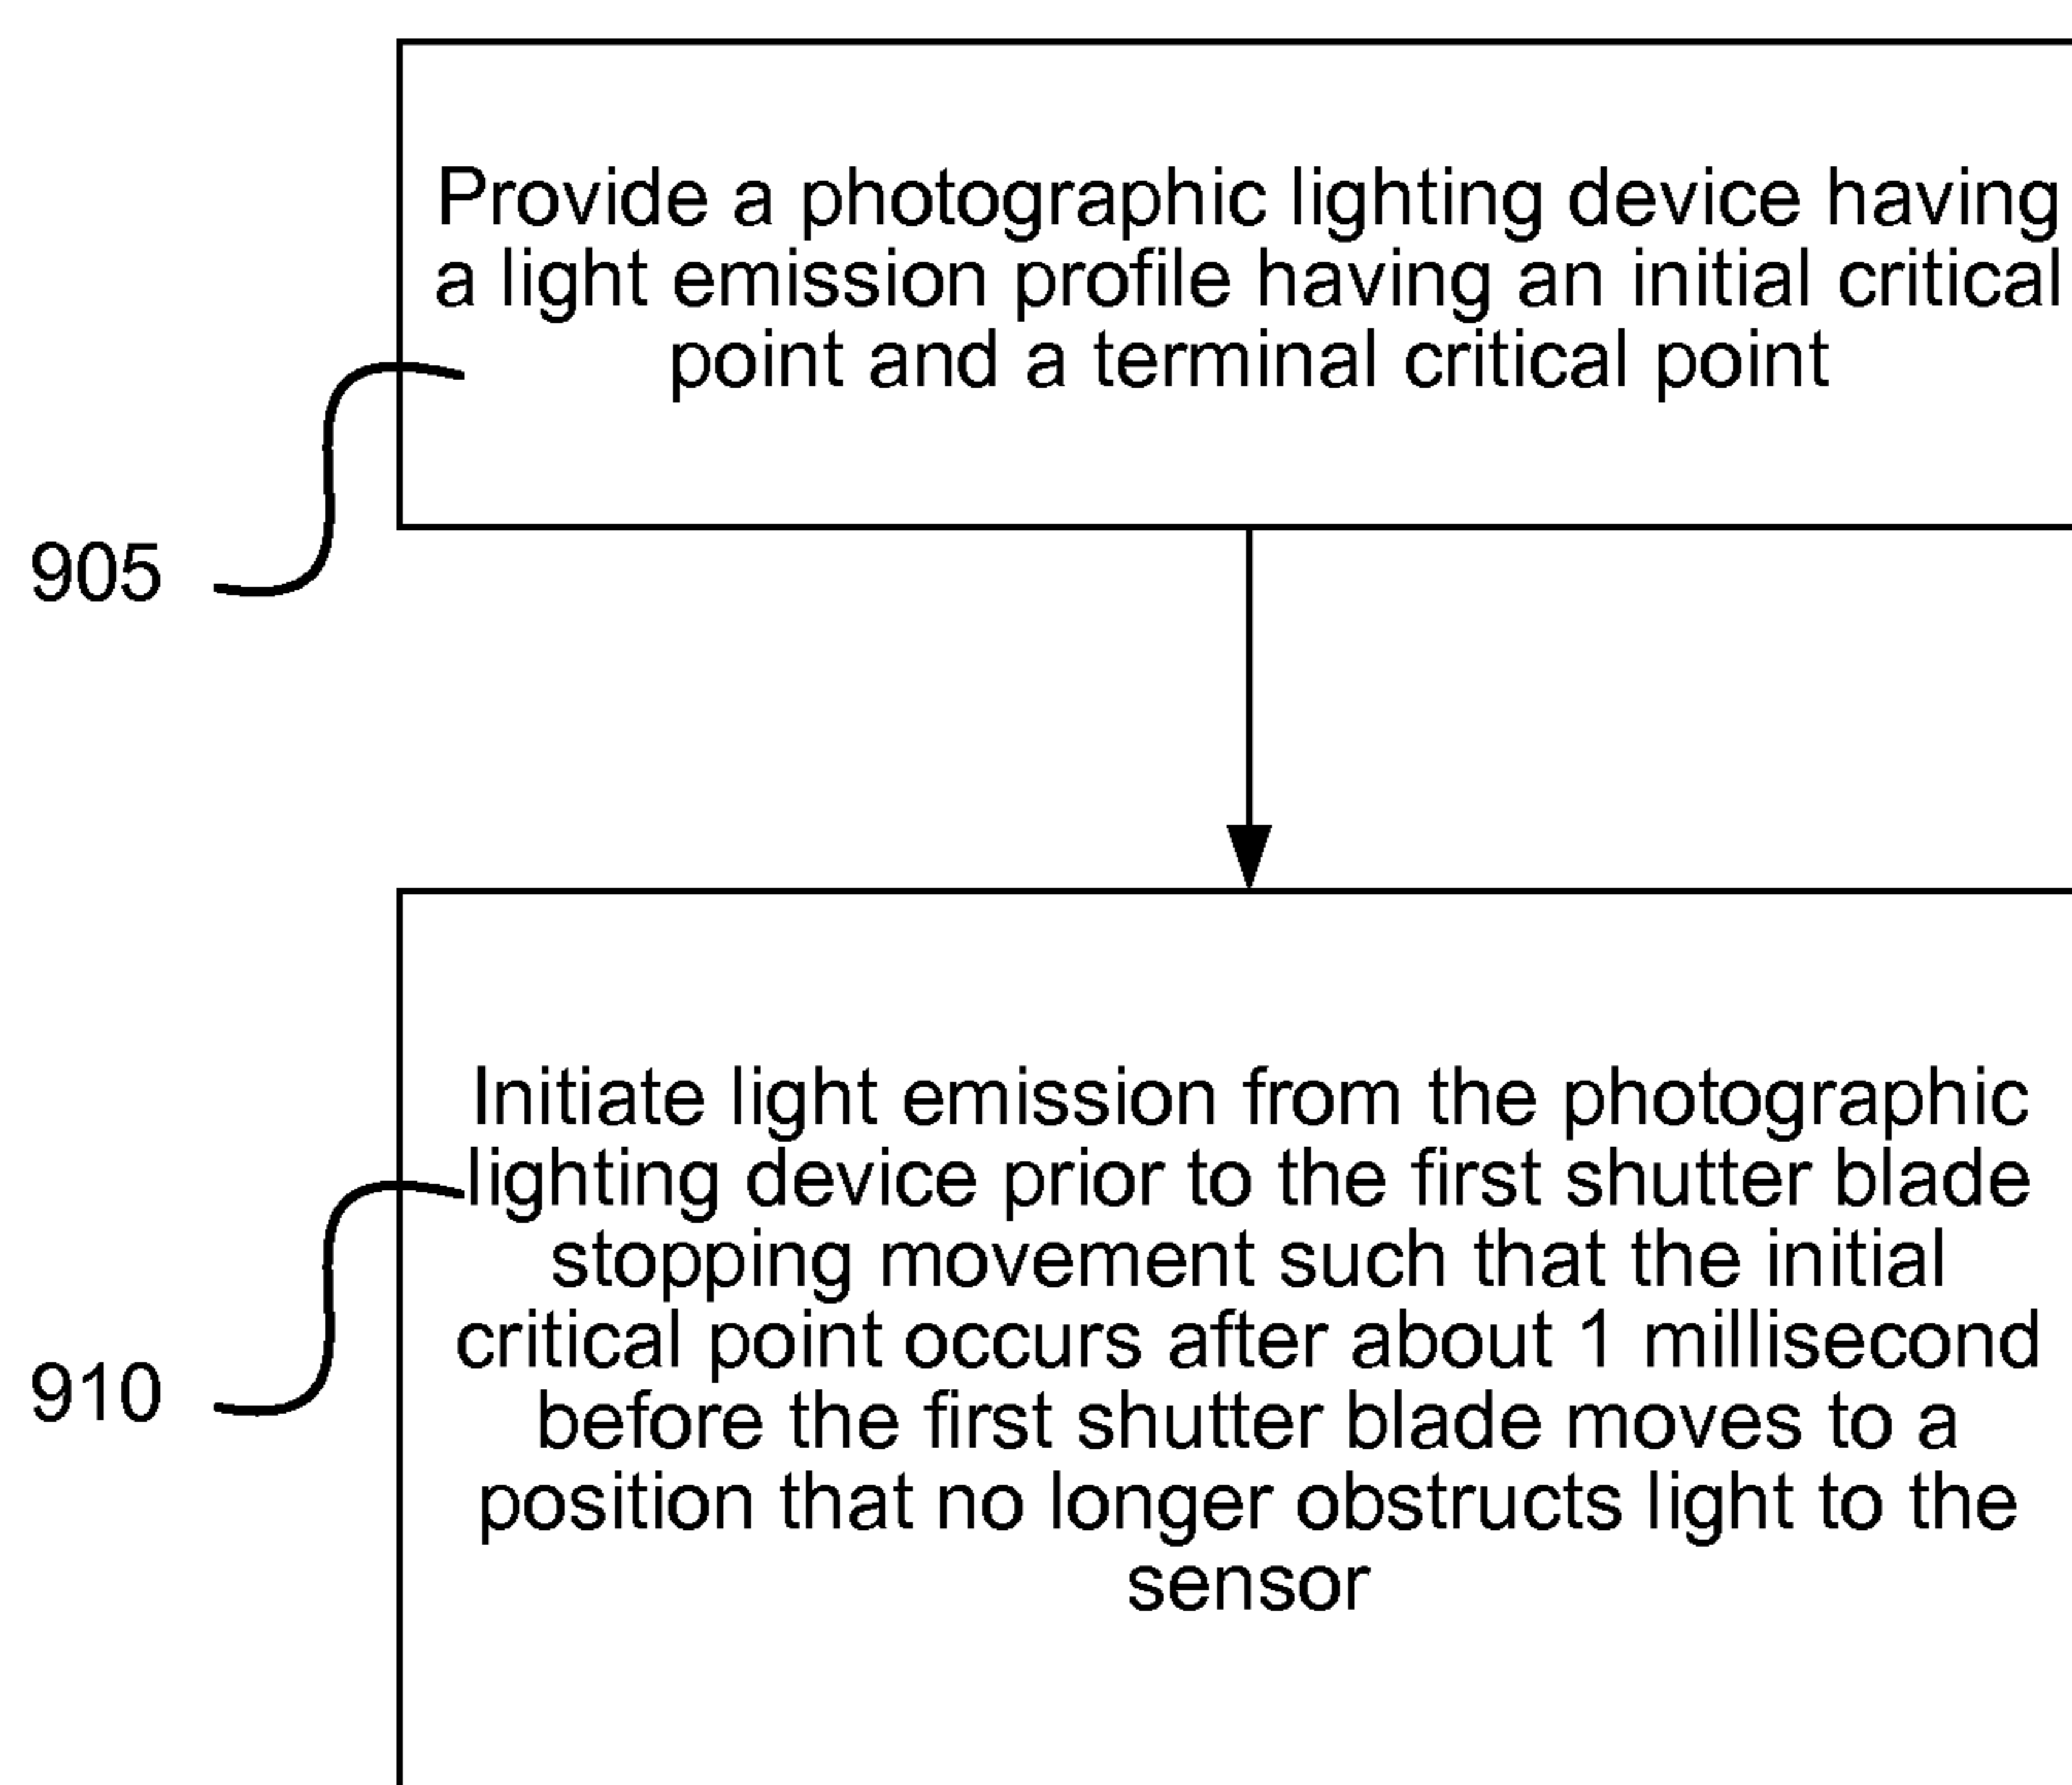 Provide a photographic lighting device having
a light emission profile having an initial critical
point and a terminal critical point
905
Initiate light emission from the photographic
lighting device prior to the first shutter blade
stopping movement such that the initial
critical point occurs after about 1 millisecond
before the first shutter blade moves to a
position that no longer obstructs light to the
sensor
910